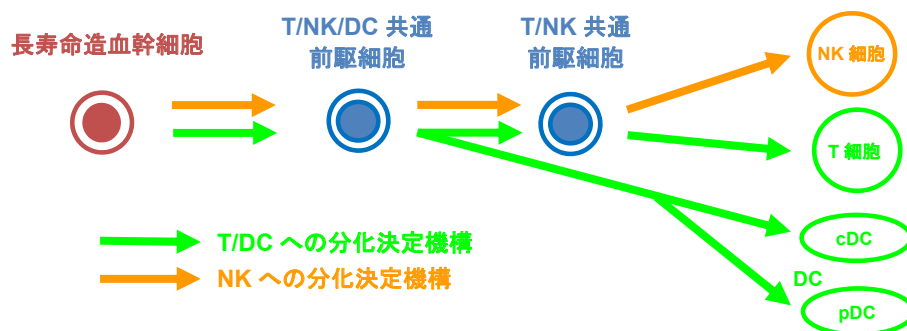 長寿命造血幹細胞
T/NK/DC 共通
前駆細胞
T/NK 共通
前駆細胞
NK 細胞
T 細胞
cDC
DC
pDC
T/DC への分化決定機構
NK への分化決定機構